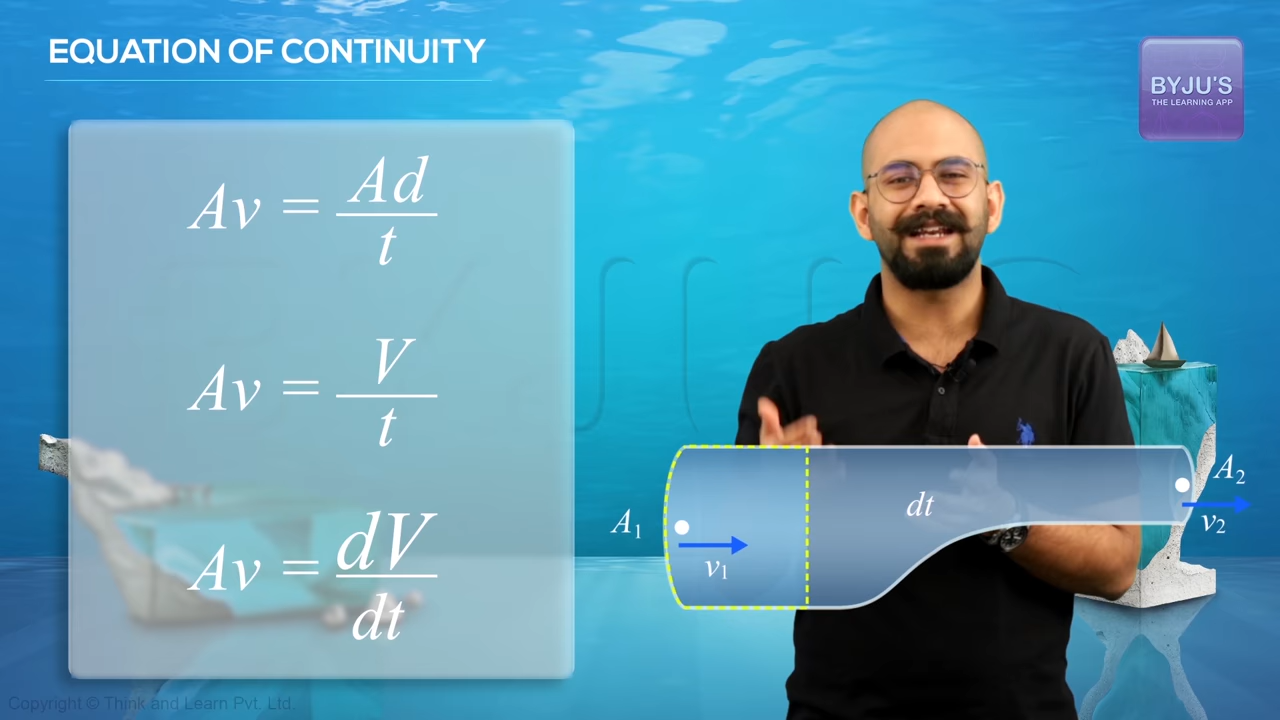 EQUATION OF CONTINUITY
BYJU'S
THE LEARNING APP
Av = Ad/t
Av = V/t
Av = dV/dt
A₁
v₁
dt
A₂
v₂
Copyright © Think and Learn Pvt. Ltd.